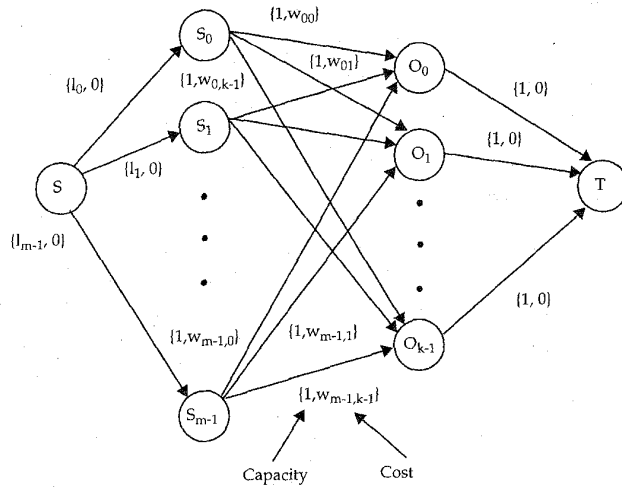 S₀
{1,w₀₀}
{l₀, 0}
{1,w₀,ₖ₋₁}
{1,w₀₁}
O₀
{1, 0}
S₁
{1, 0}
O₁
S
{l₁, 0}
T
{lₘ₋₁, 0}
{1, 0}
{1,wₘ₋₁,₀}
{1,wₘ₋₁,₁}
Oₖ₋₁
{1,wₘ₋₁,ₖ₋₁}
Sₘ₋₁
Capacity
Cost